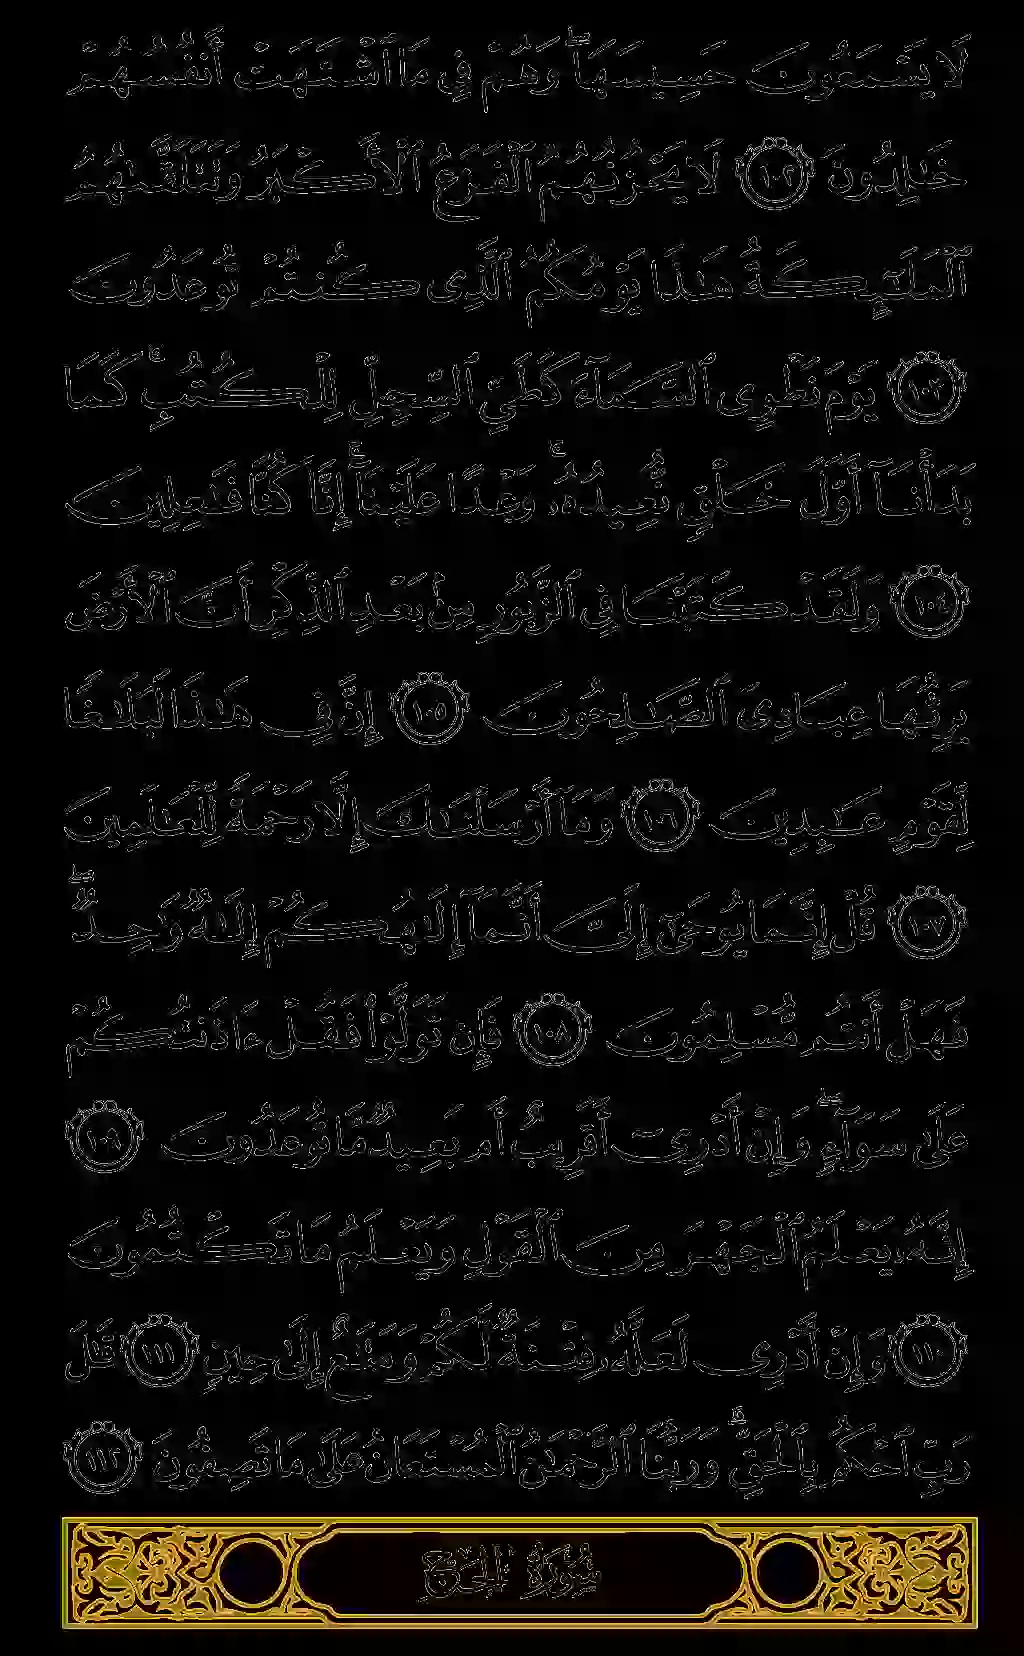 لَا يَسْمَعُونَ حَسِيسَهَا ۖ وَهُمْ فِي مَا ٱشْتَهَتْ أَنفُسُهُمْ
خَـٰلِدُونَ ١٠٢ لَا يَحْزُنُهُمُ ٱلْفَزَعُ ٱلْأَكْبَرُ وَتَتَلَقَّىٰهُمُ
ٱلْمَلَـٰٓئِكَةُ هَـٰذَا يَوْمُكُمُ ٱلَّذِى كُنتُمْ تُوعَدُونَ
١٠٣ يَوْمَ نَطْوِى ٱلسَّمَآءَ كَطَىِّ ٱلسِّجِلِّ لِلْكُتُبِ ۚ كَمَا
بَدَأْنَآ أَوَّلَ خَلْقٍ نُّعِيدُهُۥ ۚ وَعْدًا عَلَيْنَآ ۚ إِنَّا كُنَّا فَـٰعِلِينَ
١٠٤ وَلَقَدْ كَتَبْنَا فِى ٱلزَّبُورِ مِنۢ بَعْدِ ٱلذِّكْرِ أَنَّ ٱلْأَرْضَ
يَرِثُهَا عِبَادِىَ ٱلصَّـٰلِحُونَ ١٠٥ إِنَّ فِى هَـٰذَا لَبَلَـٰغًا
لِّقَوْمٍ عَـٰبِدِينَ ١٠٦ وَمَآ أَرْسَلْنَـٰكَ إِلَّا رَحْمَةً لِّلْعَـٰلَمِينَ
١٠٧ قُلْ إِنَّمَا يُوحَىٰٓ إِلَىَّ أَنَّمَآ إِلَـٰهُكُمْ إِلَـٰهٌ وَٰحِدٌ ۖ
فَهَلْ أَنتُم مُّسْلِمُونَ ١٠٨ فَإِن تَوَلَّوْا۟ فَقُلْ ءَاذَنتُكُمْ
عَلَىٰ سَوَآءٍ ۖ وَإِنْ أَدْرِىٓ أَقَرِيبٌ أَم بَعِيدٌ مَّا تُوعَدُونَ ١٠٩
إِنَّهُۥ يَعْلَمُ ٱلْجَهْرَ مِنَ ٱلْقَوْلِ وَيَعْلَمُ مَا تَكْتُمُونَ
١١٠ وَإِنْ أَدْرِى لَعَلَّهُۥ فِتْنَةٌ لَّكُمْ وَمَتَـٰعٌ إِلَىٰ حِينٍ ١١١ قَـٰلَ
رَبِّ ٱحْكُم بِٱلْحَقِّ ۗ وَرَبُّنَا ٱلرَّحْمَـٰنُ ٱلْمُسْتَعَانُ عَلَىٰ مَا تَصِفُونَ ١١٢
سُورَةُ الْحَجِّ